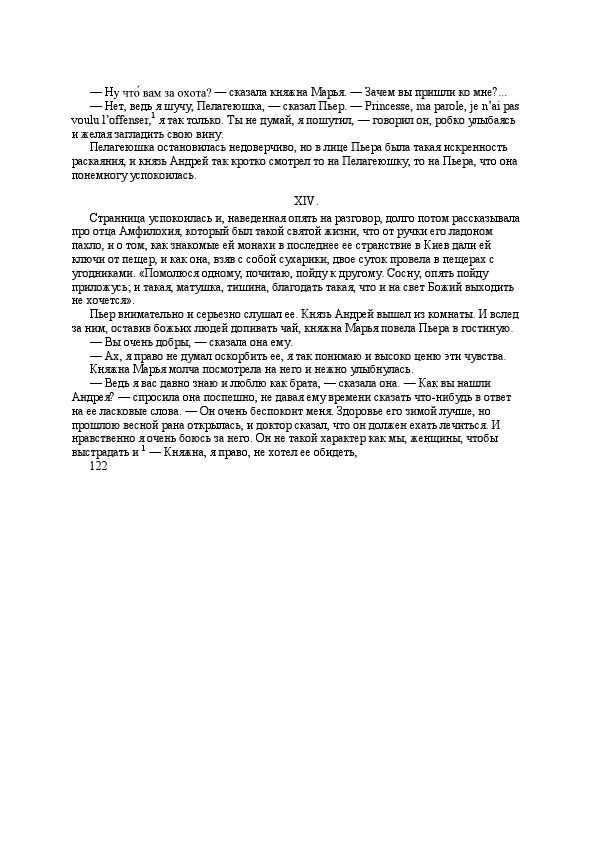 — Ну что́ вам за охота? — сказала княжна Марья. — Зачем вы пришли ко мне?...
— Нет, ведь я шучу, Пелагеюшка, — сказал Пьер. — Princesse, ma parole, je n’ai pas
voulu l’offenser,¹ я так только. Ты не думай, я пошутил, — говорил он, робко улыбаясь
и желая загладить свою вину.
Пелагеюшка остановилась недоверчиво, но в лице Пьера была такая искренность
раскаяния, и князь Андрей так кротко смотрел то на Пелагеюшку, то на Пьера, что она
понемногу успокоилась.
XIV.
Странница успокоилась и, наведенная опять на разговор, долго потом рассказывала
про отца Амфилохия, который был такой святой жизни, что от ручки его ладоном
пахло, и о том, как знакомые ей монахи в последнее ее странствие в Киев дали ей
ключи от пещер, и как она, взяв с собой сухарики, двое суток провела в пещерах с
угодниками. «Помолюся одному, почитаю, пойду к другому. Сосну, опять пойду
приложусь; и такая, матушка, тишина, благодать такая, что и на свет Божий выходить
не хочется».
Пьер внимательно и серьезно слушал ее. Князь Андрей вышел из комнаты. И вслед
за ним, оставив божьих людей допивать чай, княжна Марья повела Пьера в гостиную.
— Вы очень добры, — сказала она ему.
— Ах, я право не думал оскорбить ее, я так понимаю и высоко ценю эти чувства.
Княжна Марья молча посмотрела на него и нежно улыбнулась.
— Ведь я вас давно знаю и люблю как брата, — сказала она. — Как вы нашли
Андрея? — спросила она поспешно, не давая ему времени сказать что-нибудь в ответ
на ее ласковые слова. — Он очень беспокоит меня. Здоровье его зимой лучше, но
прошлою весной рана открылась, и доктор сказал, что он должен ехать лечиться. И
нравственно я очень боюсь за него. Он не такой характер как мы, женщины, чтобы
выстрадать и ¹ — Княжна, я право, не хотел ее обидеть,
122